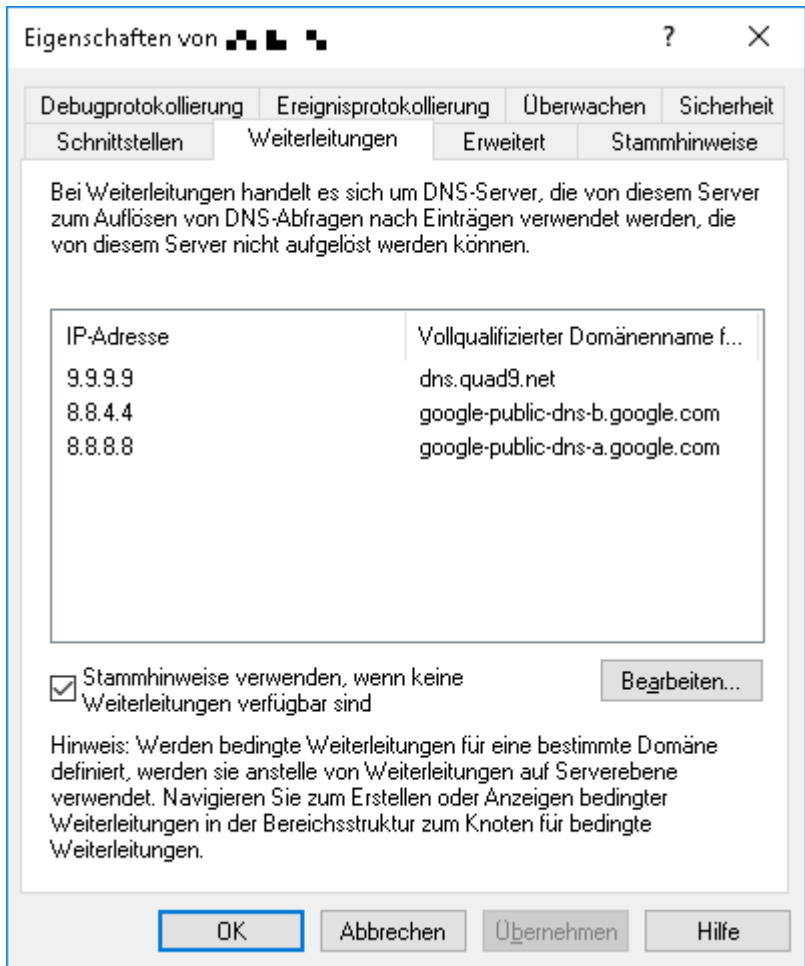 Eigenschaften von
?
Debugprotokollierung Ereignisprotokollierung Überwachen Sicherheit
Schnittstellen Weiterleitungen Erweitert Stammhinweise
Bei Weiterleitungen handelt es sich um DNS-Server, die von diesem Server
zum Auflösen von DNS-Abfragen nach Einträgen verwendet werden, die
von diesem Server nicht aufgelöst werden können.
IP-Adresse Vollqualifizierter Domänenname f...
9.9.9.9 dns.quad9.net
8.8.4.4 google-public-dns-b.google.com
8.8.8.8 google-public-dns-a.google.com
Stammhinweise verwenden, wenn keine
Weiterleitungen verfügbar sind
Bearbeiten...
Hinweis: Werden bedingte Weiterleitungen für eine bestimmte Domäne
definiert, werden sie anstelle von Weiterleitungen auf Serverebene
verwendet. Navigieren Sie zum Erstellen oder Anzeigen bedingter
Weiterleitungen in der Bereichsstruktur zum Knoten für bedingte
Weiterleitungen.
OK Abbrechen Übernehmen Hilfe